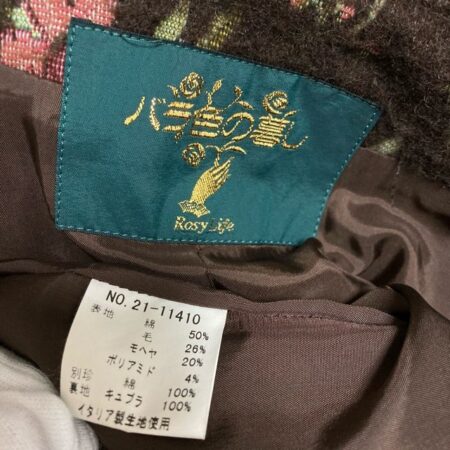 バラ色の暮し
Rosy Life
NO. 21-11410
表地 綿 50%
毛 26%
モヘヤ 20%
ポリアミド 4%
別珍 綿 100%
裏地 キュプラ 100%
イタリア製生地使用